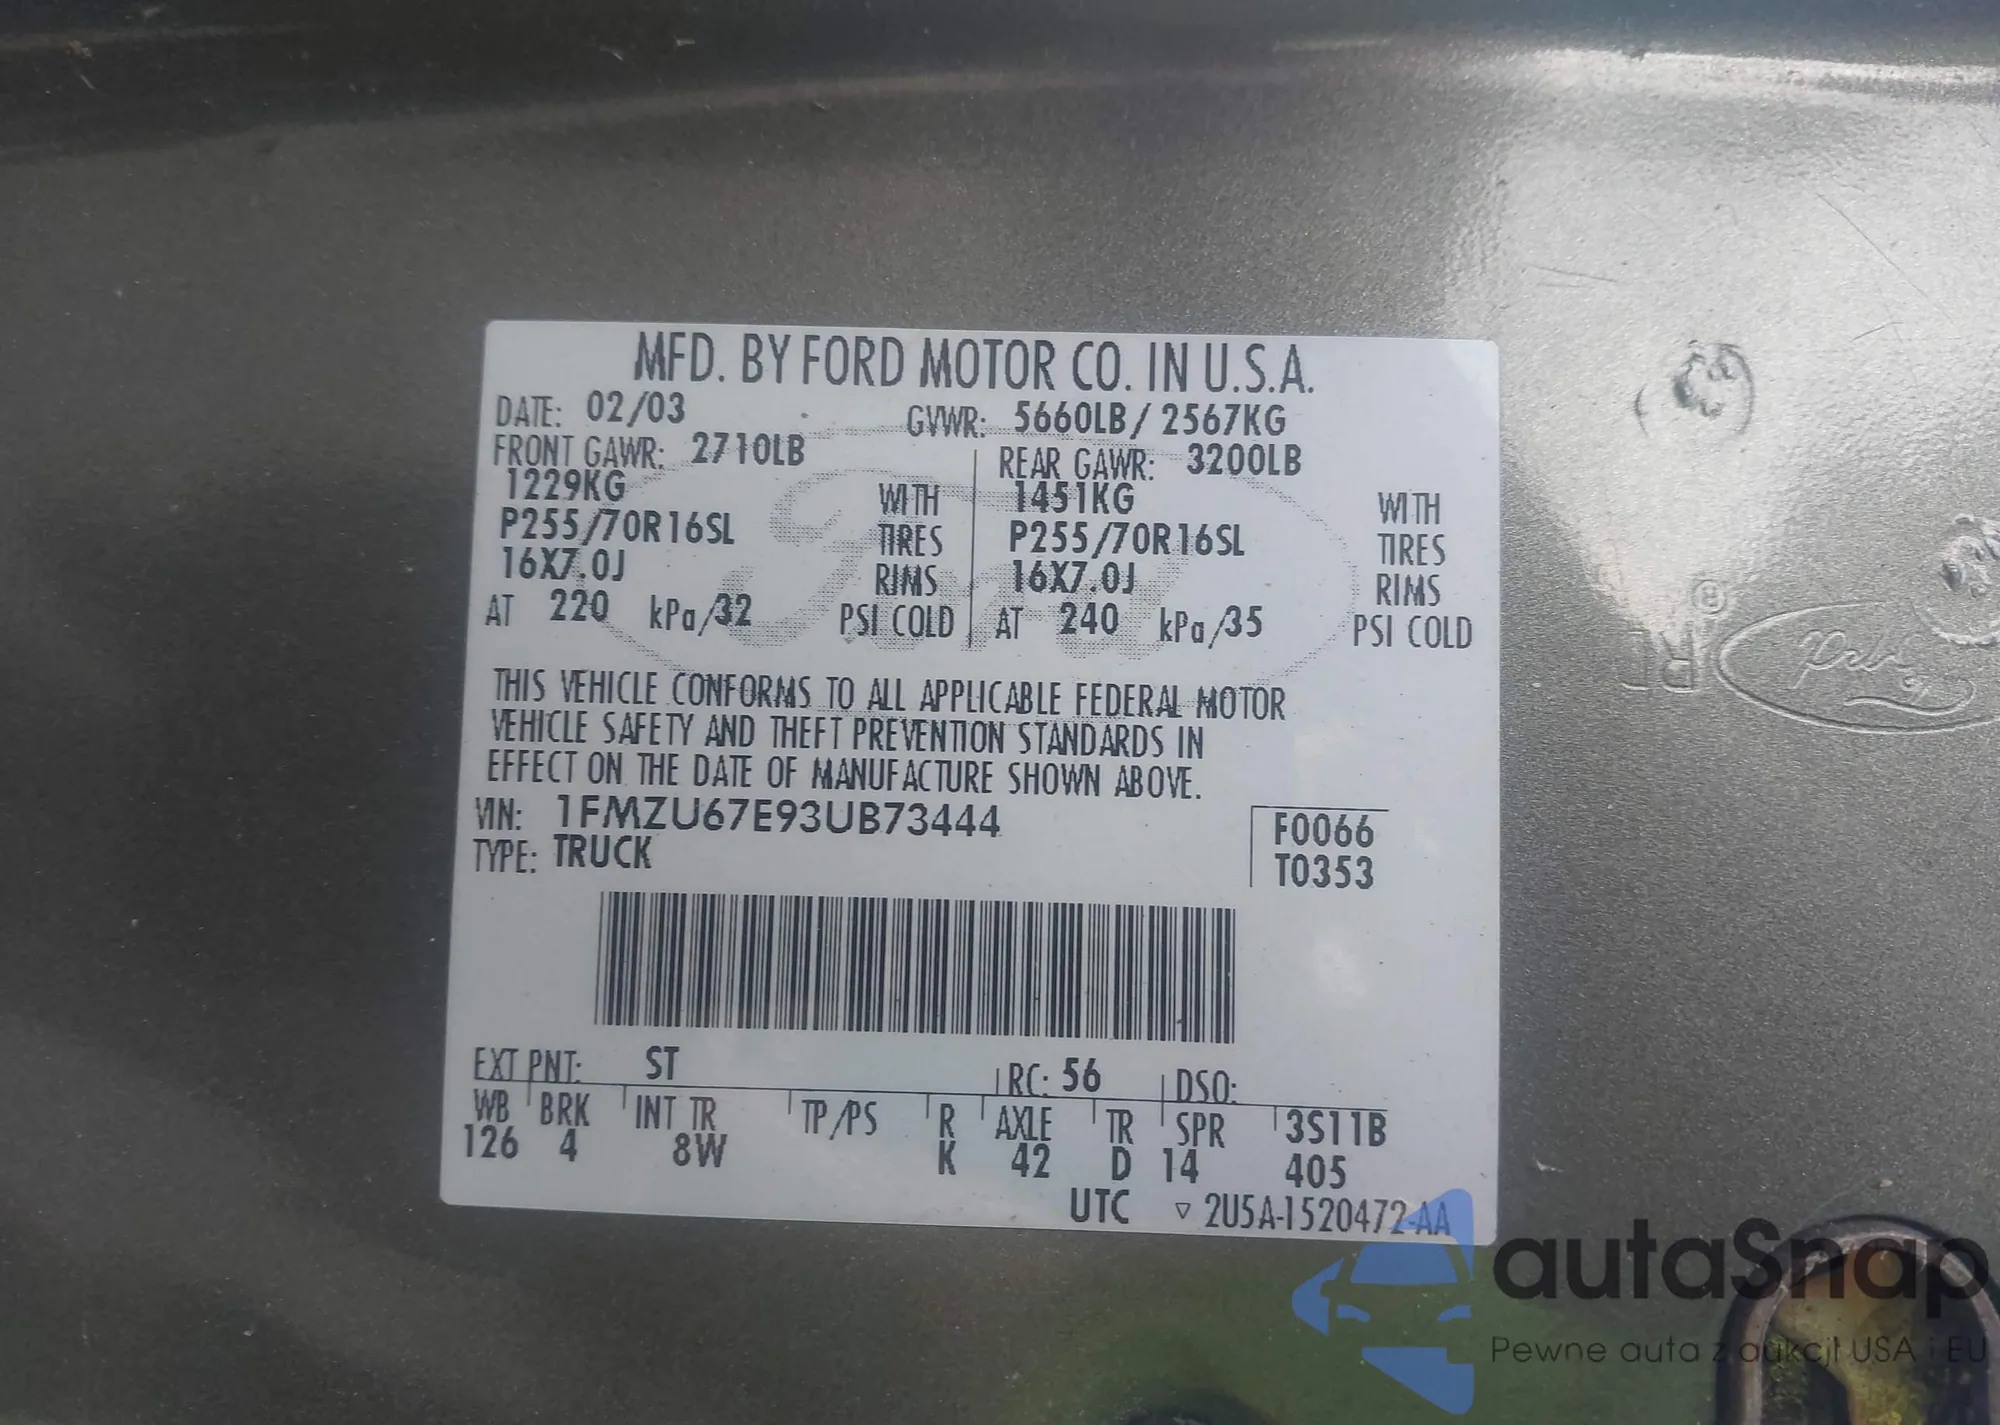 MFD. BY FORD MOTOR CO. IN U.S.A.
DATE: 02/03 GVWR: 5660LB / 2567KG
FRONT GAWR: 2710LB REAR GAWR: 3200LB
1229KG WITH 1451KG WITH
P255/70R16SL TIRES P255/70R16SL TIRES
16X7.0J RIMS 16X7.0J RIMS
AT 220 kPa/32 PSI COLD AT 240 kPa/35 PSI COLD
THIS VEHICLE CONFORMS TO ALL APPLICABLE FEDERAL MOTOR
VEHICLE SAFETY AND THEFT PREVENTION STANDARDS IN
EFFECT ON THE DATE OF MANUFACTURE SHOWN ABOVE.
VIN: 1FMZU67E93UB73444 F0066
TYPE: TRUCK T0353
EXT PNT: ST RC: 56 DSO:
WB BRK INT TR TP/PS R AXLE TR SPR 3S11B
126 4 8W K 42 D 14 405
UTC ▽ 2U5A-1520472-AA
autaSnap
Pewne auta z aukcji USA i EU